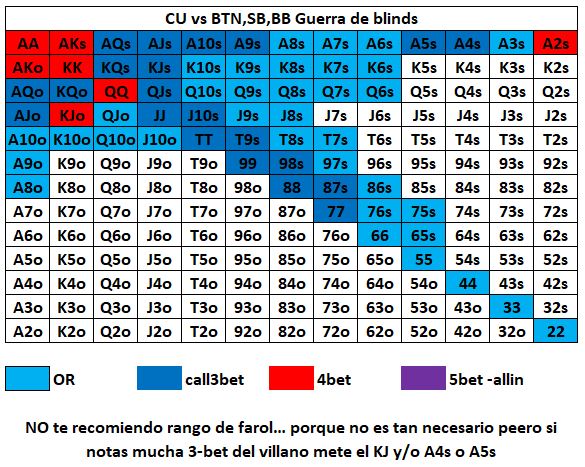 CU vs BTN,SB,BB Guerra de blinds
AA AKs AQs AJs A10s A9s A8s A7s A6s A5s A4s A3s A2s
AKo KK KQs KJs K10s K9s K8s K7s K6s K5s K4s K3s K2s
AQo KQo QQ QJs Q10s Q9s Q8s Q7s Q6s Q5s Q4s Q3s Q2s
AJo KJo QJo JJ J10s J9s J8s J7s J6s J5s J4s J3s J2s
A10o K10o Q10o J10o TT T9s T8s T7s T6s T5s T4s T3s T2s
A9o K9o Q9o J9o T9o 99 98s 97s 96s 95s 94s 93s 92s
A8o K8o Q8o J8o T8o 98o 88 87s 86s 85s 84s 83s 82s
A7o K7o Q7o J7o T7o 97o 87o 77 76s 75s 74s 73s 72s
A6o K6o Q6o J6o T6o 96o 86o 76o 66 65s 64s 63s 62s
A5o K5o Q5o J5o T5o 95o 85o 75o 65o 55 54s 53s 52s
A4o K4o Q4o J4o T4o 94o 84o 74o 64o 54o 44 43s 42s
A3o K3o Q3o J3o T3o 93o 83o 73o 63o 53o 43o 33 32s
A2o K2o Q2o J2o T2o 92o 82o 72o 62o 52o 42o 32o 22
OR call3bet 4bet 5bet -allin
NO te recomiendo rango de farol... porque no es tan necesario peero si
notas mucha 3-bet del villano mete el KJ y/o A4s o A5s